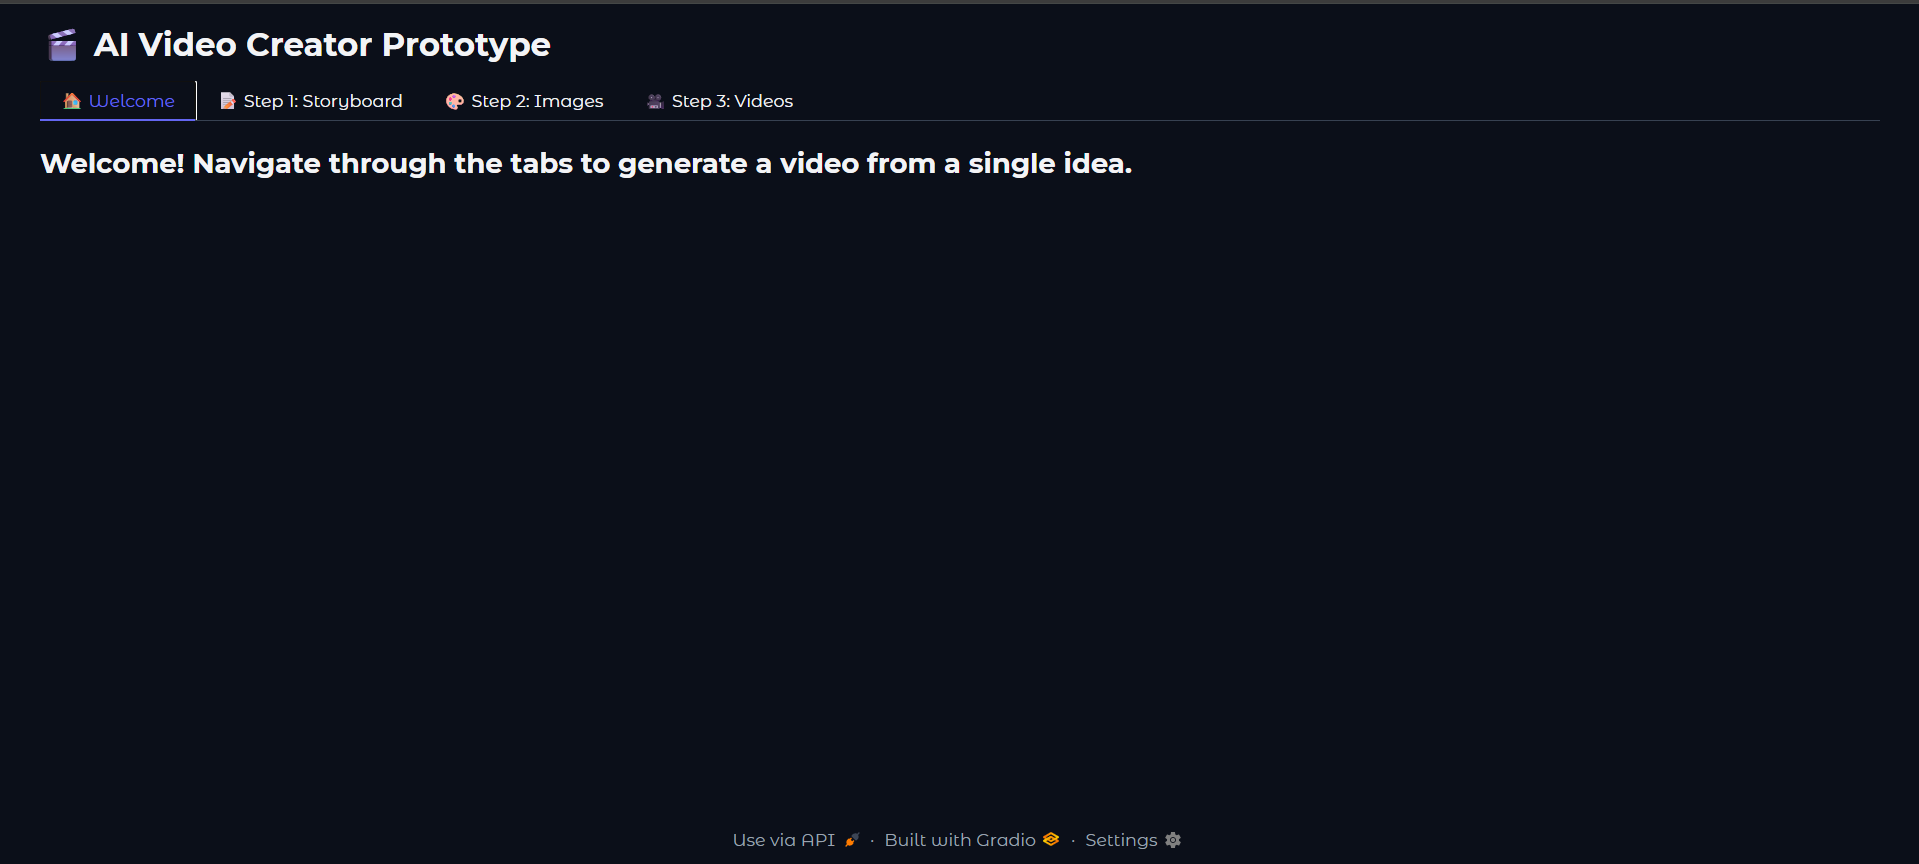 AI Video Creator Prototype
Welcome Step 1: Storyboard Step 2: Images Step 3: Videos
Welcome! Navigate through the tabs to generate a video from a single idea.
Use via API · Built with Gradio · Settings